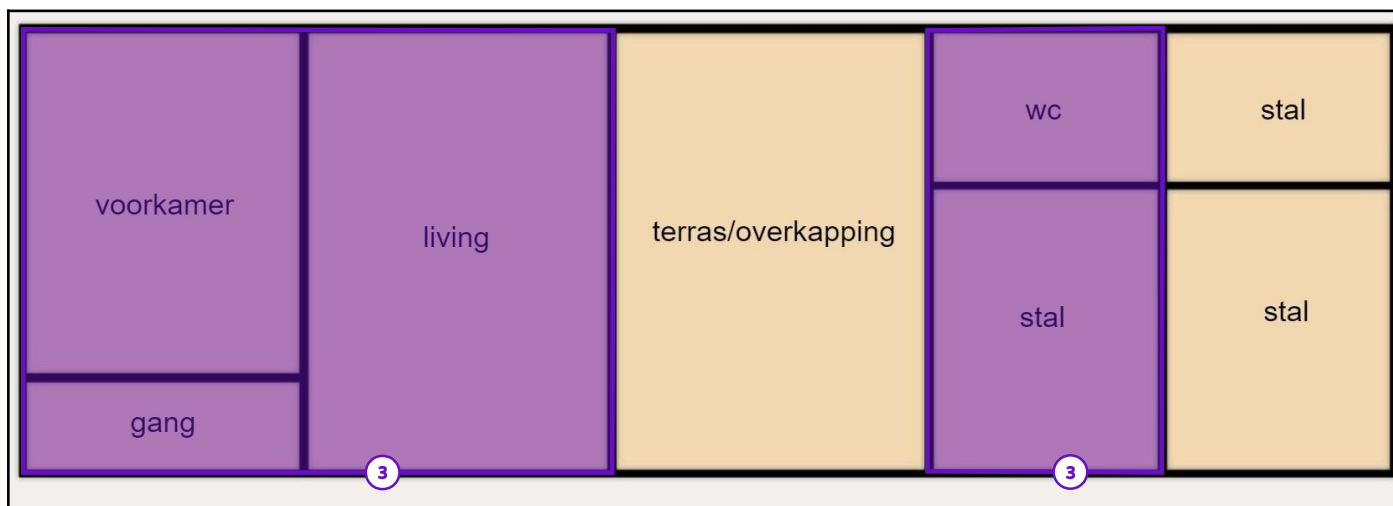 voorkamer
living
terras/overkapping
wc
stal
stal
stal
gang
3
3